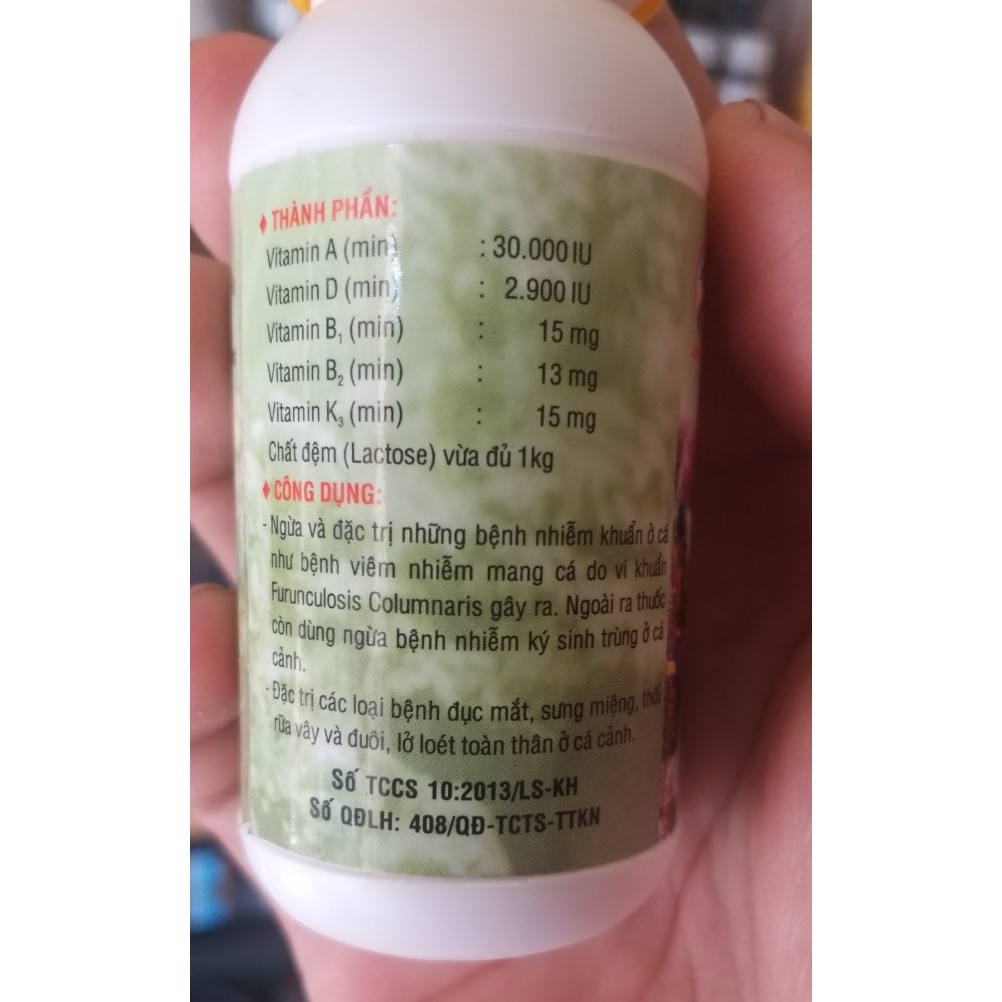 ♦ THÀNH PHẦN:
Vitamin A (min) : 30.000 IU
Vitamin D (min) : 2.900 IU
Vitamin B₁ (min) : 15 mg
Vitamin B₂ (min) : 13 mg
Vitamin K₃ (min) : 15 mg
Chất đệm (Lactose) vừa đủ 1kg
♦ CÔNG DỤNG:
- Ngừa và đặc trị những bệnh nhiễm khuẩn ở cá
như bệnh viêm nhiễm mang cá do vi khuẩn
Furunculosis Columnaris gây ra. Ngoài ra thuốc
còn dùng ngừa bệnh nhiễm ký sinh trùng ở cá
cảnh.
- Đặc trị các loại bệnh đục mắt, sưng miệng, thối
rữa vây và đuôi, lở loét toàn thân ở cá cảnh.
Số TCCS 10:2013/LS-KH
Số QĐLH: 408/QĐ-TCTS-TTKN